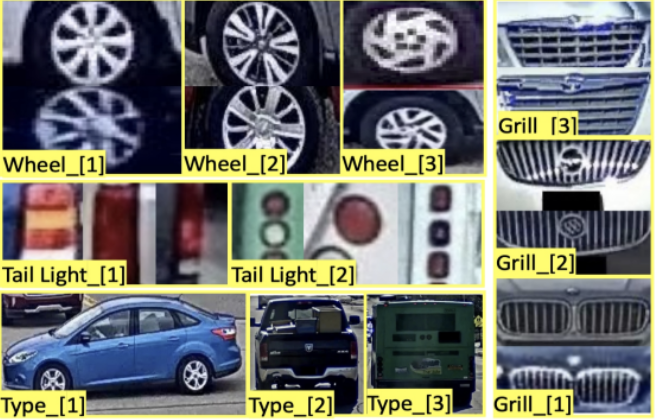 Wheel_[1]
Wheel_[2]
Wheel_[3]
Grill_[3]
Tail Light_[1]
Tail Light_[2]
Grill_[2]
Type_[1]
Type_[2]
Type_[3]
Grill_[1]